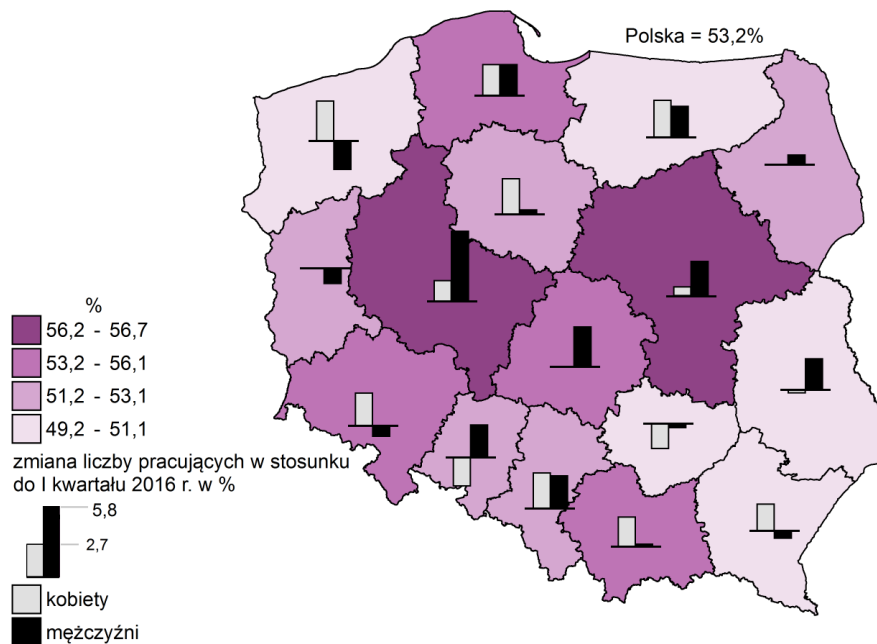 Polska = 53,2%
%
56,2 - 56,7
53,2 - 56,1
51,2 - 53,1
49,2 - 51,1
zmiana liczby pracujących w stosunku
do I kwartału 2016 r. w %
5,8
2,7
kobiety
mężczyźni